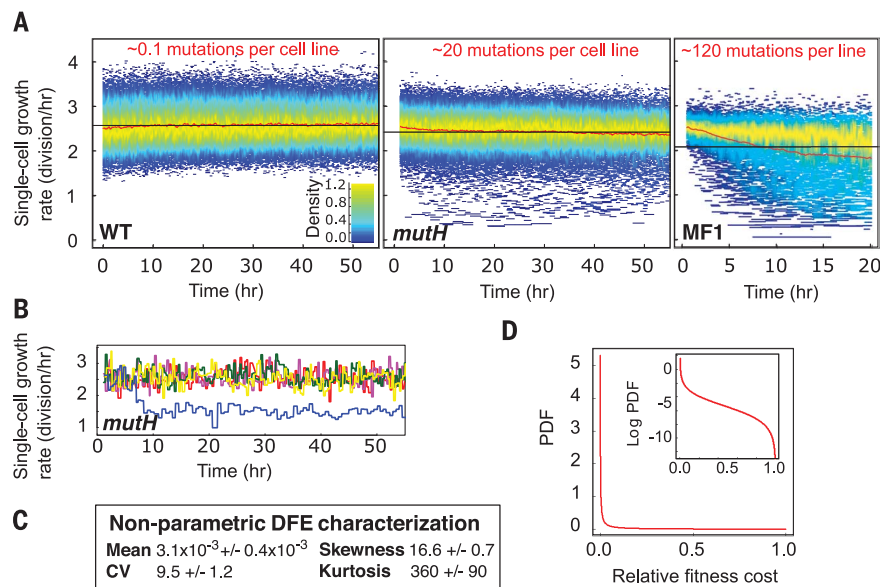 A
~0.1 mutations per cell line
~20 mutations per cell line
~120 mutations per line
Single-cell growth
rate (division/hr)
4
3
2
1
0
WT
Density
1.2
0.8
0.4
0.0
mutH
MF1
0 10 20 30 40 50
0 10 20 30 40 50
0 5 10 15 20
Time (hr)
Time (hr)
Time (hr)
B
Single-cell growth
rate (division/hr)
3
2
1
mutH
0 10 20 30 40 50
Time (hr)
C
Non-parametric DFE characterization
Mean 3.1x10⁻³ +/- 0.4x10⁻³ Skewness 16.6 +/- 0.7
CV 9.5 +/- 1.2 Kurtosis 360 +/- 90
D
PDF
5
4
3
2
1
0
Log PDF
0
-5
-10
0.0 0.5 1.0
0.0 0.5 1.0
Relative fitness cost